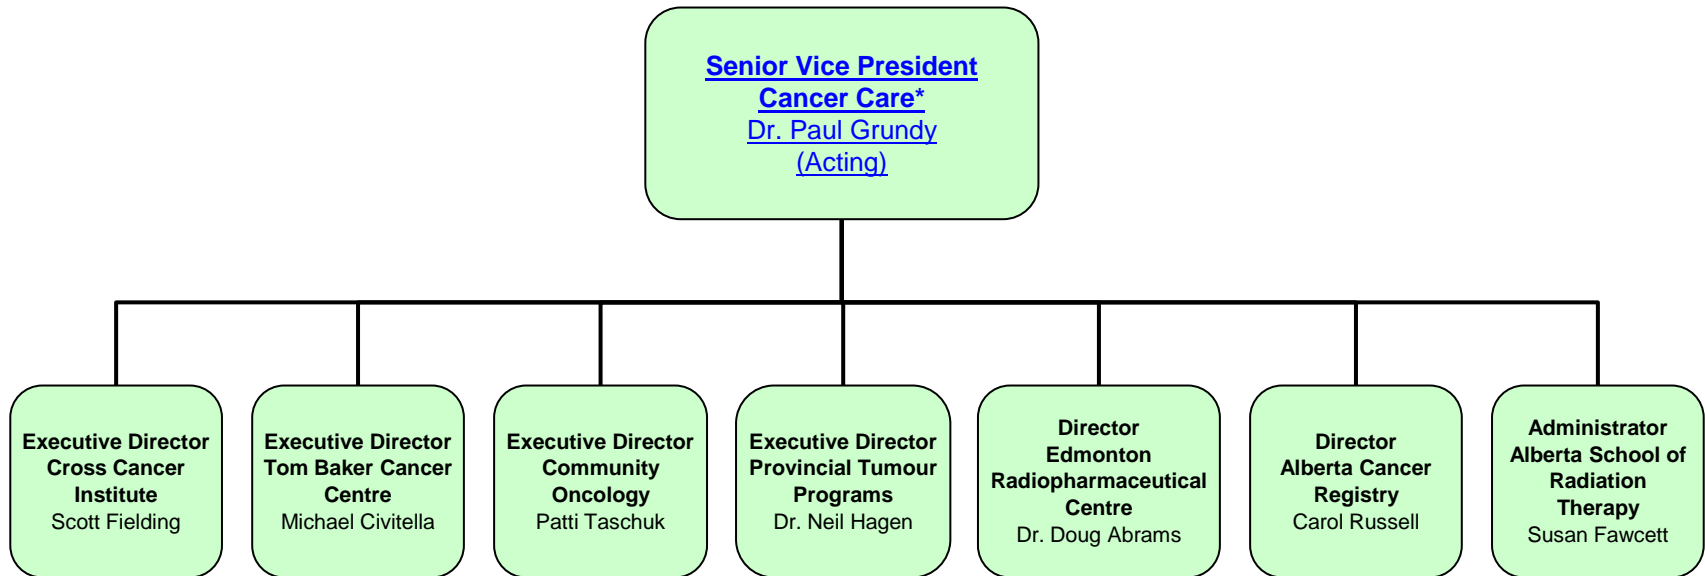 Senior Vice President
Cancer Care*
Dr. Paul Grundy
(Acting)
Executive Director
Cross Cancer
Institute
Scott Fielding
Executive Director
Tom Baker Cancer
Centre
Michael Civitella
Executive Director
Community
Oncology
Patti Taschuk
Executive Director
Provincial Tumour
Programs
Dr. Neil Hagen
Director
Edmonton
Radiopharmaceutical
Centre
Dr. Doug Abrams
Director
Alberta Cancer
Registry
Carol Russell
Administrator
Alberta School of
Radiation
Therapy
Susan Fawcett